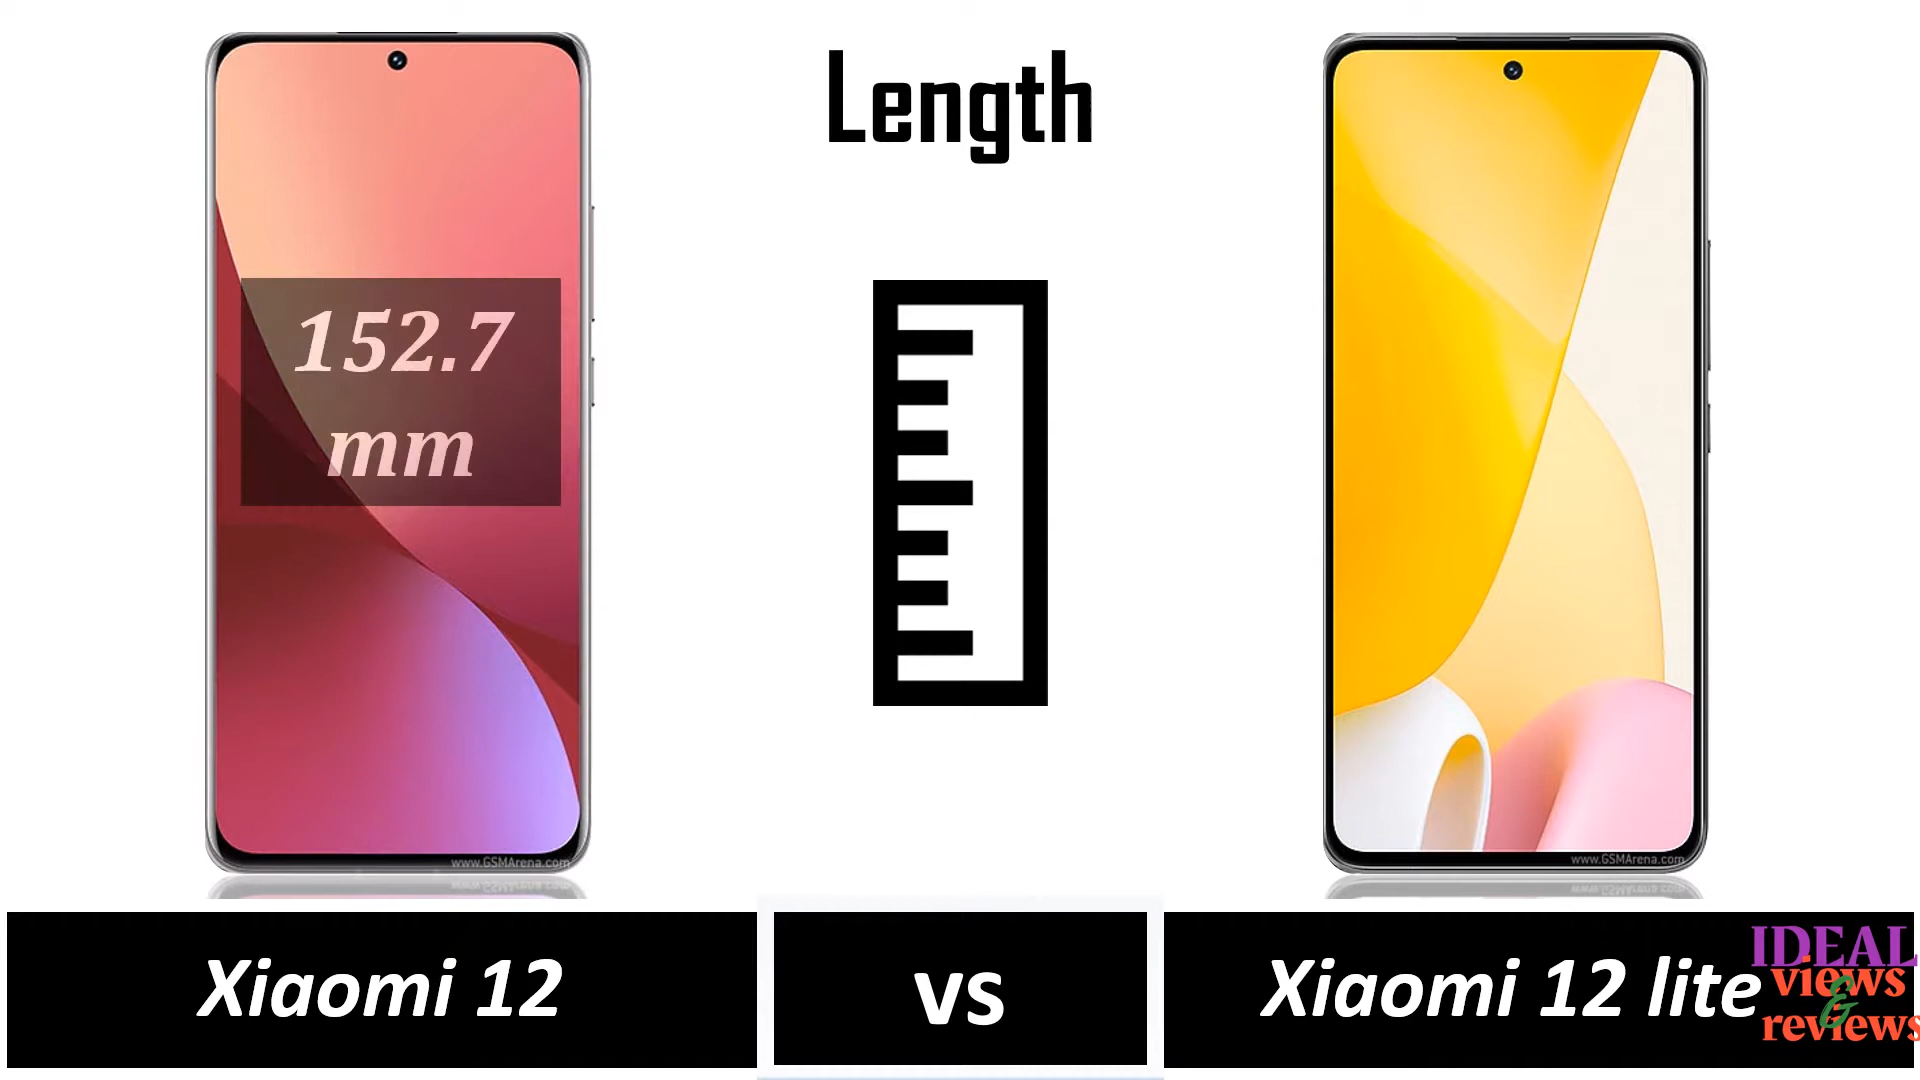 Length
152.7
mm
www.GSMArena.com
www.GSMArena.com
Xiaomi 12
vs
Xiaomi 12 lite
IDEAL
views
&
reviews